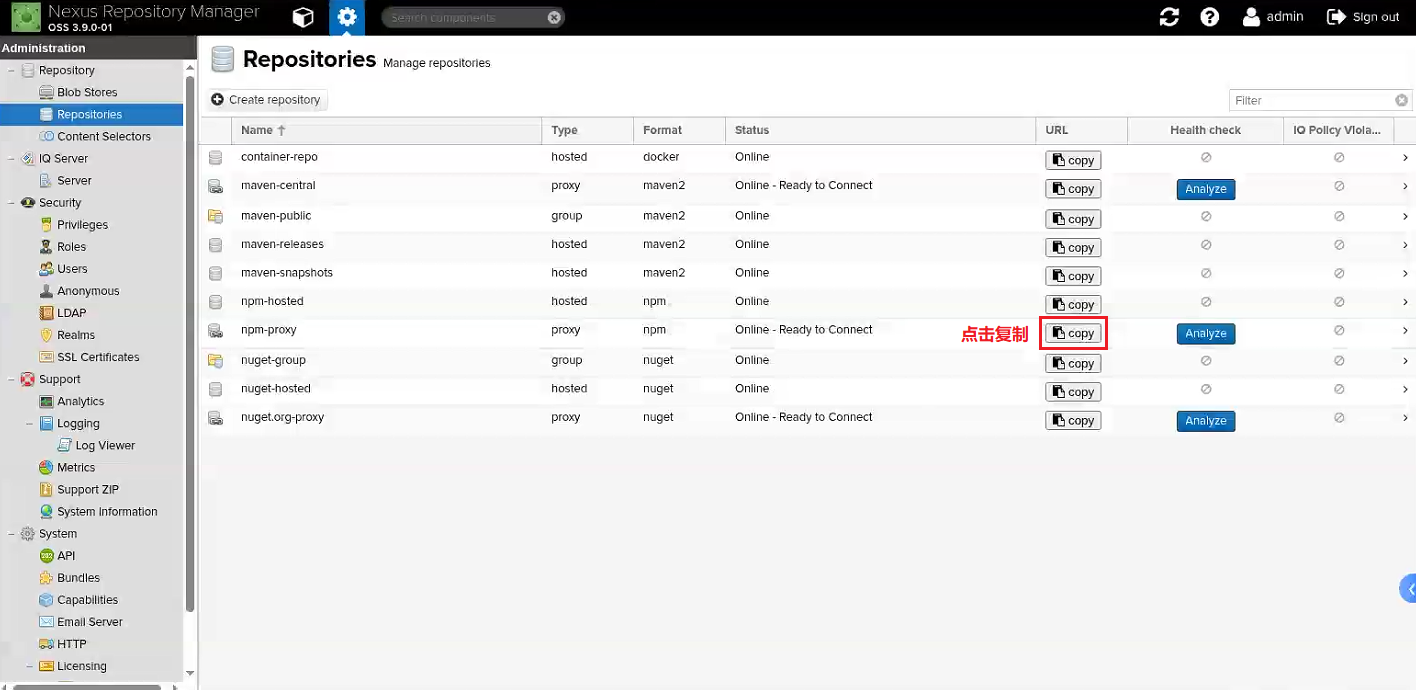 Nexus Repository Manager
OSS 3.9.0-01
Search components
admin
Sign out
Administration
Repository
Blob Stores
Repositories
Content Selectors
IQ Server
Server
Security
Privileges
Roles
Users
Anonymous
LDAP
Realms
SSL Certificates
Support
Analytics
Logging
Log Viewer
Metrics
Support ZIP
System Information
System
API
Bundles
Capabilities
Email Server
HTTP
Licensing
Repositories Manage repositories
Create repository
Filter
Name Type Format Status URL Health check IQ Policy Viola...
container-repo hosted docker Online copy
maven-central proxy maven2 Online - Ready to Connect copy Analyze
maven-public group maven2 Online copy
maven-releases hosted maven2 Online copy
maven-snapshots hosted maven2 Online copy
npm-hosted hosted npm Online copy
npm-proxy proxy npm Online - Ready to Connect 点击复制 copy Analyze
nuget-group group nuget Online copy
nuget-hosted hosted nuget Online copy
nuget.org-proxy proxy nuget Online - Ready to Connect copy Analyze